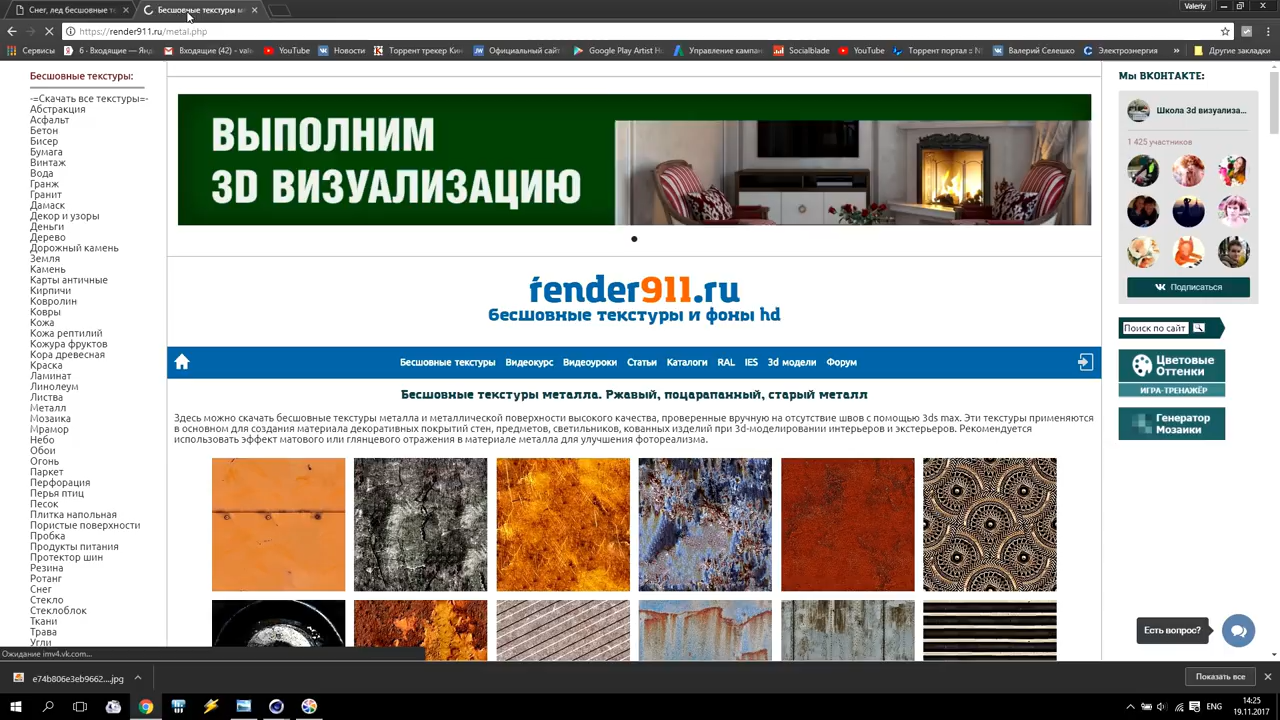 Снег, лед бесшовные т
Бесшовные текстуры м
Valeriy
https://render911.ru/metal.php
Сервисы
6 - Входящие — Янд
Входящие (42) - vale
YouTube
Новости
Торрент трекер Кин
Официальный сайт
Google Play Artist H
Управление кампан
Socialblade
YouTube
Торрент портал :: N
Валерий Селешко
Электроэнергия
»
Другие закладки
Бесшовные текстуры:
-=Скачать все текстуры=-
Абстракция
Асфальт
Бетон
Бисер
Бумага
Винтаж
Вода
Гранж
Гранит
Дамаск
Декор и узоры
Деньги
Дерево
Дорожный камень
Земля
Камень
Карты античные
Кирпичи
Ковролин
Ковры
Кожа
Кожа рептилий
Кожура фруктов
Кора древесная
Краска
Ламинат
Линолеум
Листва
Металл
Мозаика
Мрамор
Небо
Обои
Огонь
Паркет
Перфорация
Перья птиц
Песок
Плитка напольная
Пористые поверхности
Пробка
Продукты питания
Протектор шин
Резина
Ротанг
Снег
Стекло
Стеклоблок
Ткани
Трава
Угли
ВЫПОЛНИМ
3D ВИЗУАЛИЗАЦИЮ
render911.ru
бесшовные текстуры и фоны hd
Бесшовные текстуры Видеокурс Видеоуроки Статьи Каталоги RAL IES 3d модели Форум
Бесшовные текстуры металла. Ржавый, поцарапанный, старый металл
Здесь можно скачать бесшовные текстуры металла и металлической поверхности высокого качества, проверенные вручную на отсутствие швов с помощью 3ds max. Эти текстуры применяются
в основном для создания материала декоративных покрытий стен, предметов, светильников, кованных изделий при 3d-моделировании интерьеров и экстерьеров. Рекомендуется
использовать эффект матового или глянцевого отражения в материале металла для улучшения фотореализма.
Мы ВКОНТАКТЕ:
Школа 3d визуализа...
1 425 участников
Подписаться
Поиск по сайт
Цветовые
Оттенки
ИГРА-ТРЕНАЖЁР
Генератор
Мозаики
Есть вопрос?
Ожидание imv4.vk.com...
e74b806e3eb9662....jpg
Показать все
ENG
14:25
19.11.2017